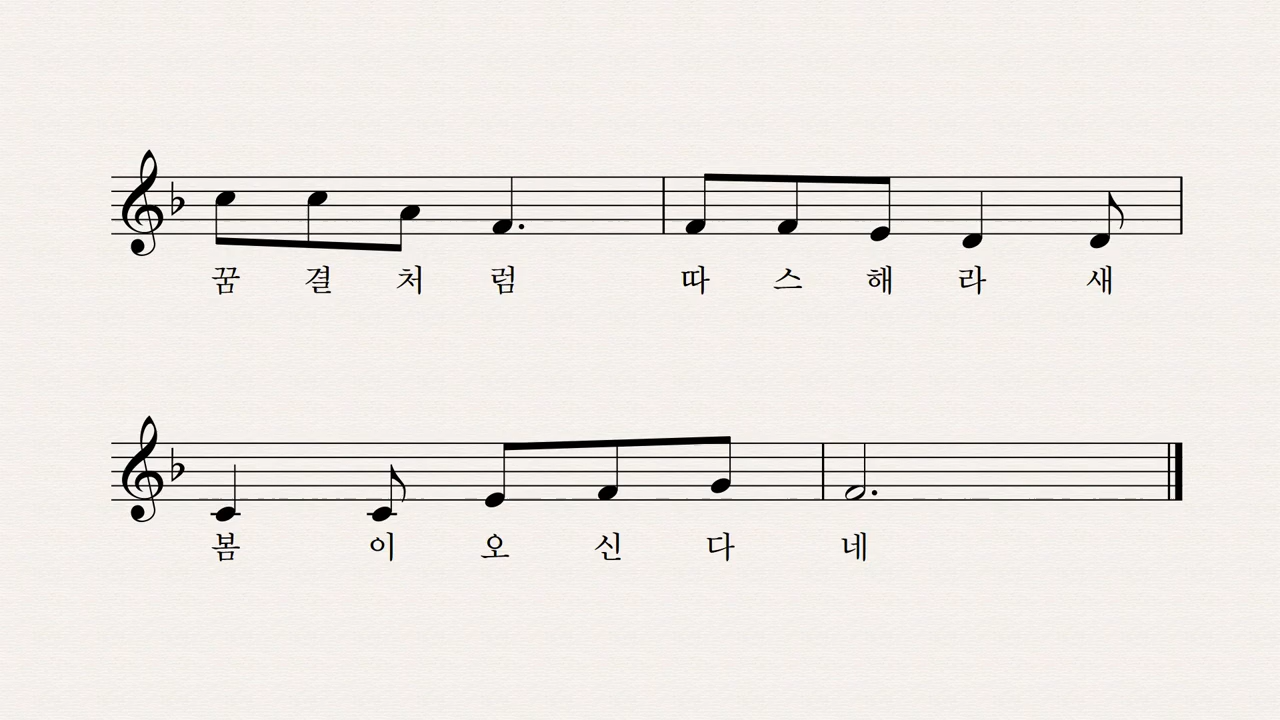 꿈 결 처 럼 따 스 해 라 새
봄 이 오 신 다 네